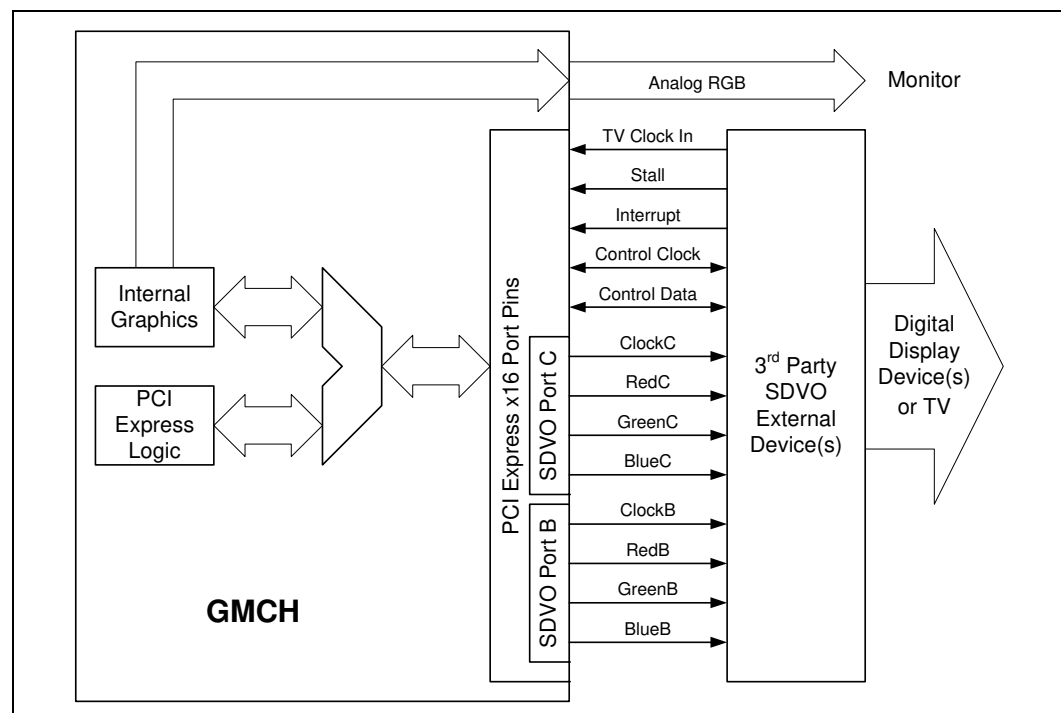 Analog RGB
Monitor
TV Clock In
Stall
Interrupt
Control Clock
Control Data
ClockC
RedC
GreenC
BlueC
ClockB
RedB
GreenB
BlueB
Internal
Graphics
PCI
Express
Logic
PCI Express x16 Port Pins
SDVO Port C
SDVO Port B
3rd Party
SDVO
External
Device(s)
Digital
Display
Device(s)
or TV
GMCH